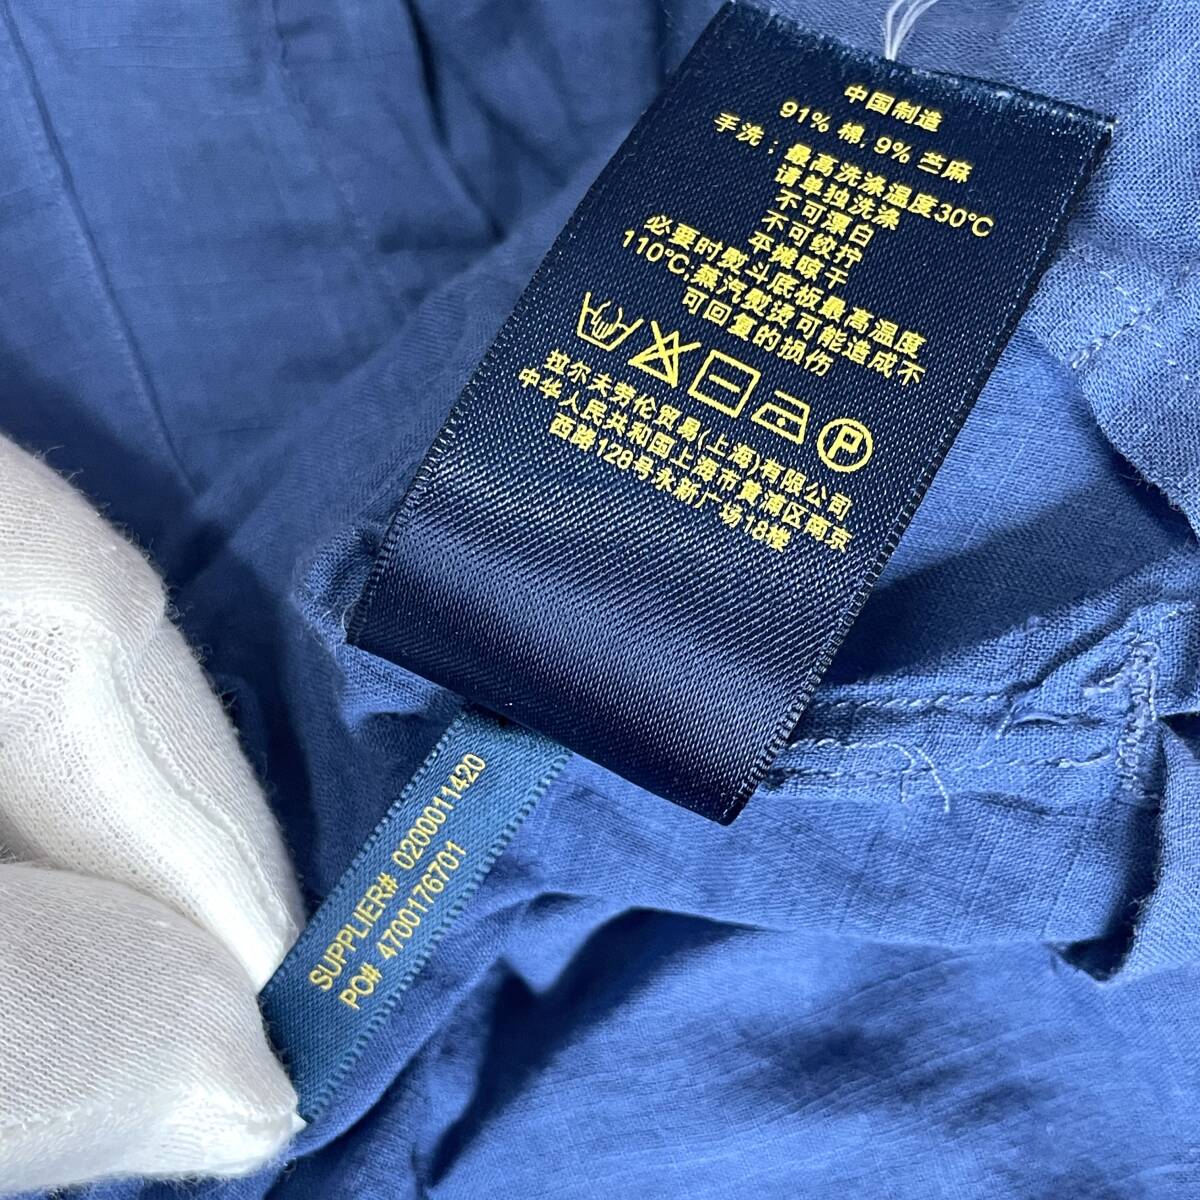 中国制造
91% 棉, 9% 苎麻
手洗；最高洗涤温度30°C
请单独洗涤
不可漂白
不可绞拧
平摊晾干
必要时熨斗底板最高温度
110°C,蒸汽熨烫可能造成不
可回复的损伤
P
拉尔夫劳伦贸易(上海)有限公司
中华人民共和国上海市黄浦区南京
西路128号永新广场18楼
SUPPLIER# 0200011420
PO# 4700176701